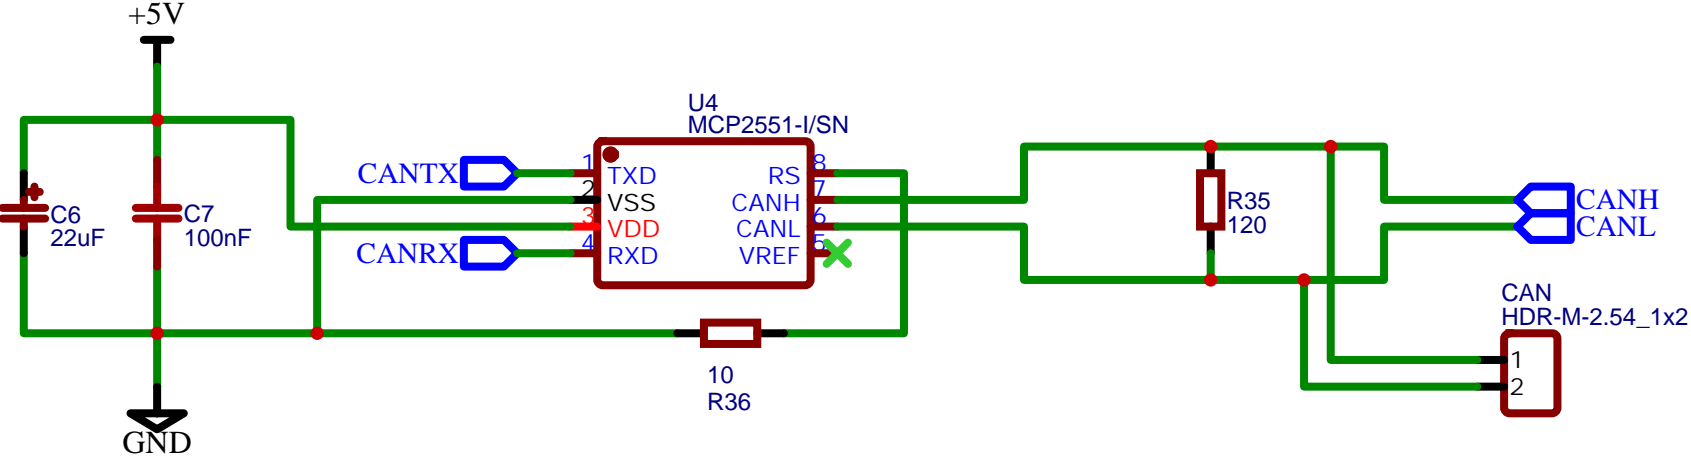 +5V
U4
MCP2551-I/SN
CANTX
1
TXD
RS
8
2
VSS
CANH
7
3
VDD
CANL
6
CANRX
4
RXD
VREF
5
C6
22uF
C7
100nF
R35
120
CANH
CANL
CAN
HDR-M-2.54_1x2
1
2
10
R36
GND